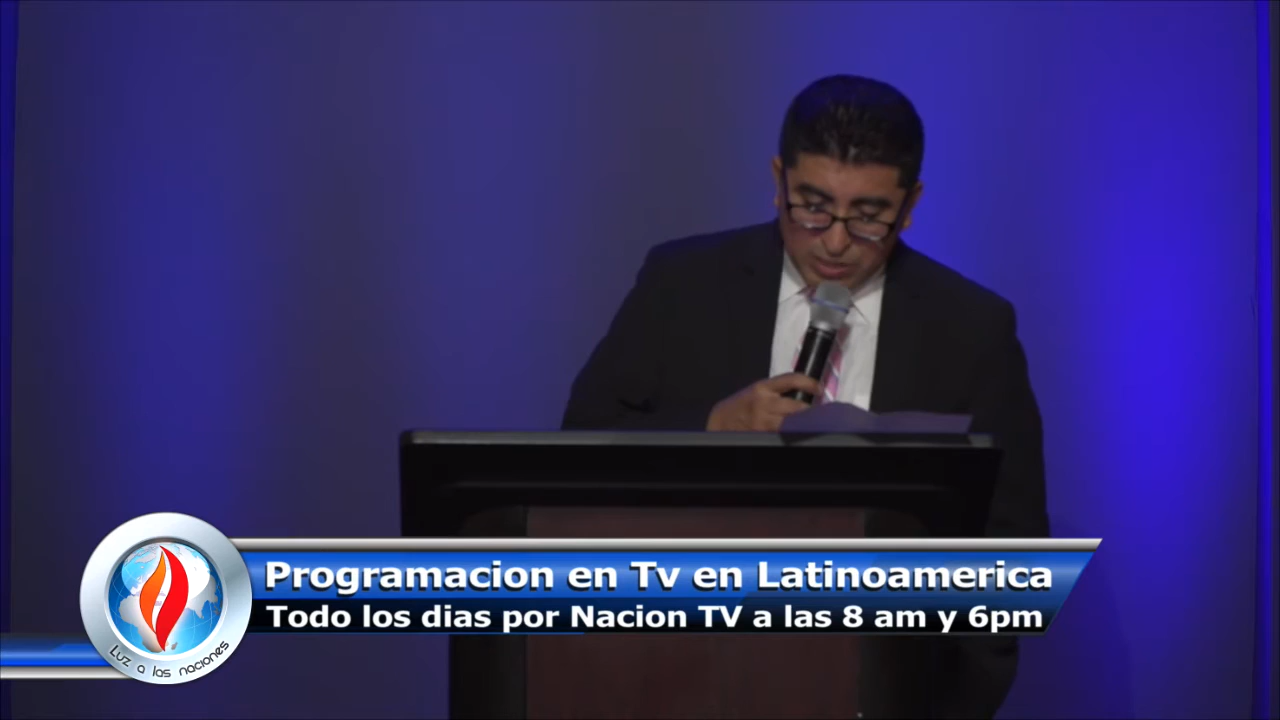 Programacion en Tv en Latinoamerica
Todo los dias por Nacion TV a las 8 am y 6pm
Luz a las naciones